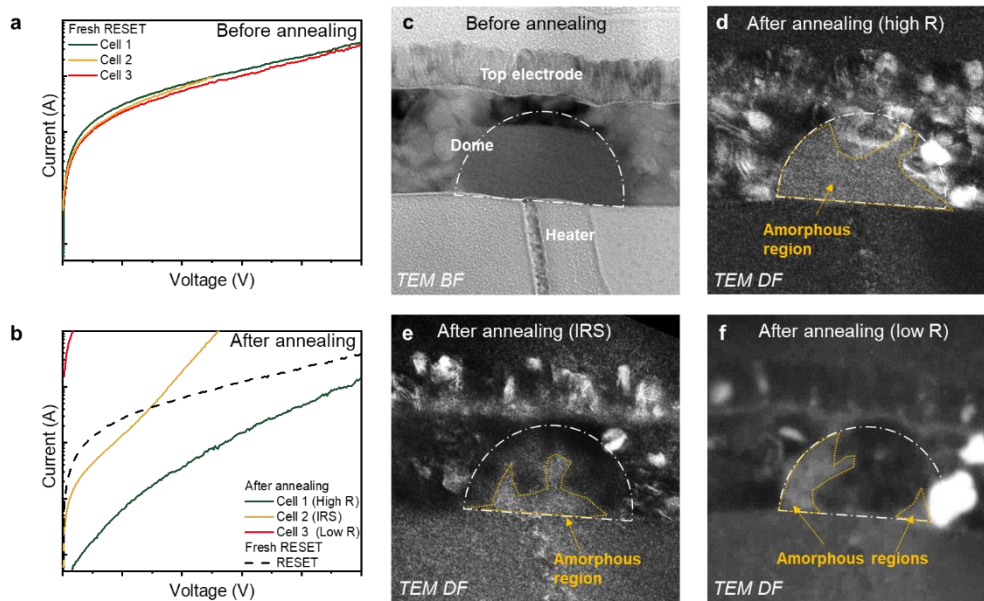 a
Before annealing
Fresh RESET
Cell 1
Cell 2
Cell 3
Current (A)
Voltage (V)
b
After annealing
After annealing
Cell 1 (High R)
Cell 2 (IRS)
Cell 3 (Low R)
Fresh RESET
RESET
Current (A)
Voltage (V)
c
Before annealing
Top electrode
Dome
Heater
TEM BF
d
After annealing (high R)
Amorphous
region
TEM DF
e
After annealing (IRS)
Amorphous
region
TEM DF
f
After annealing (low R)
Amorphous regions
TEM DF